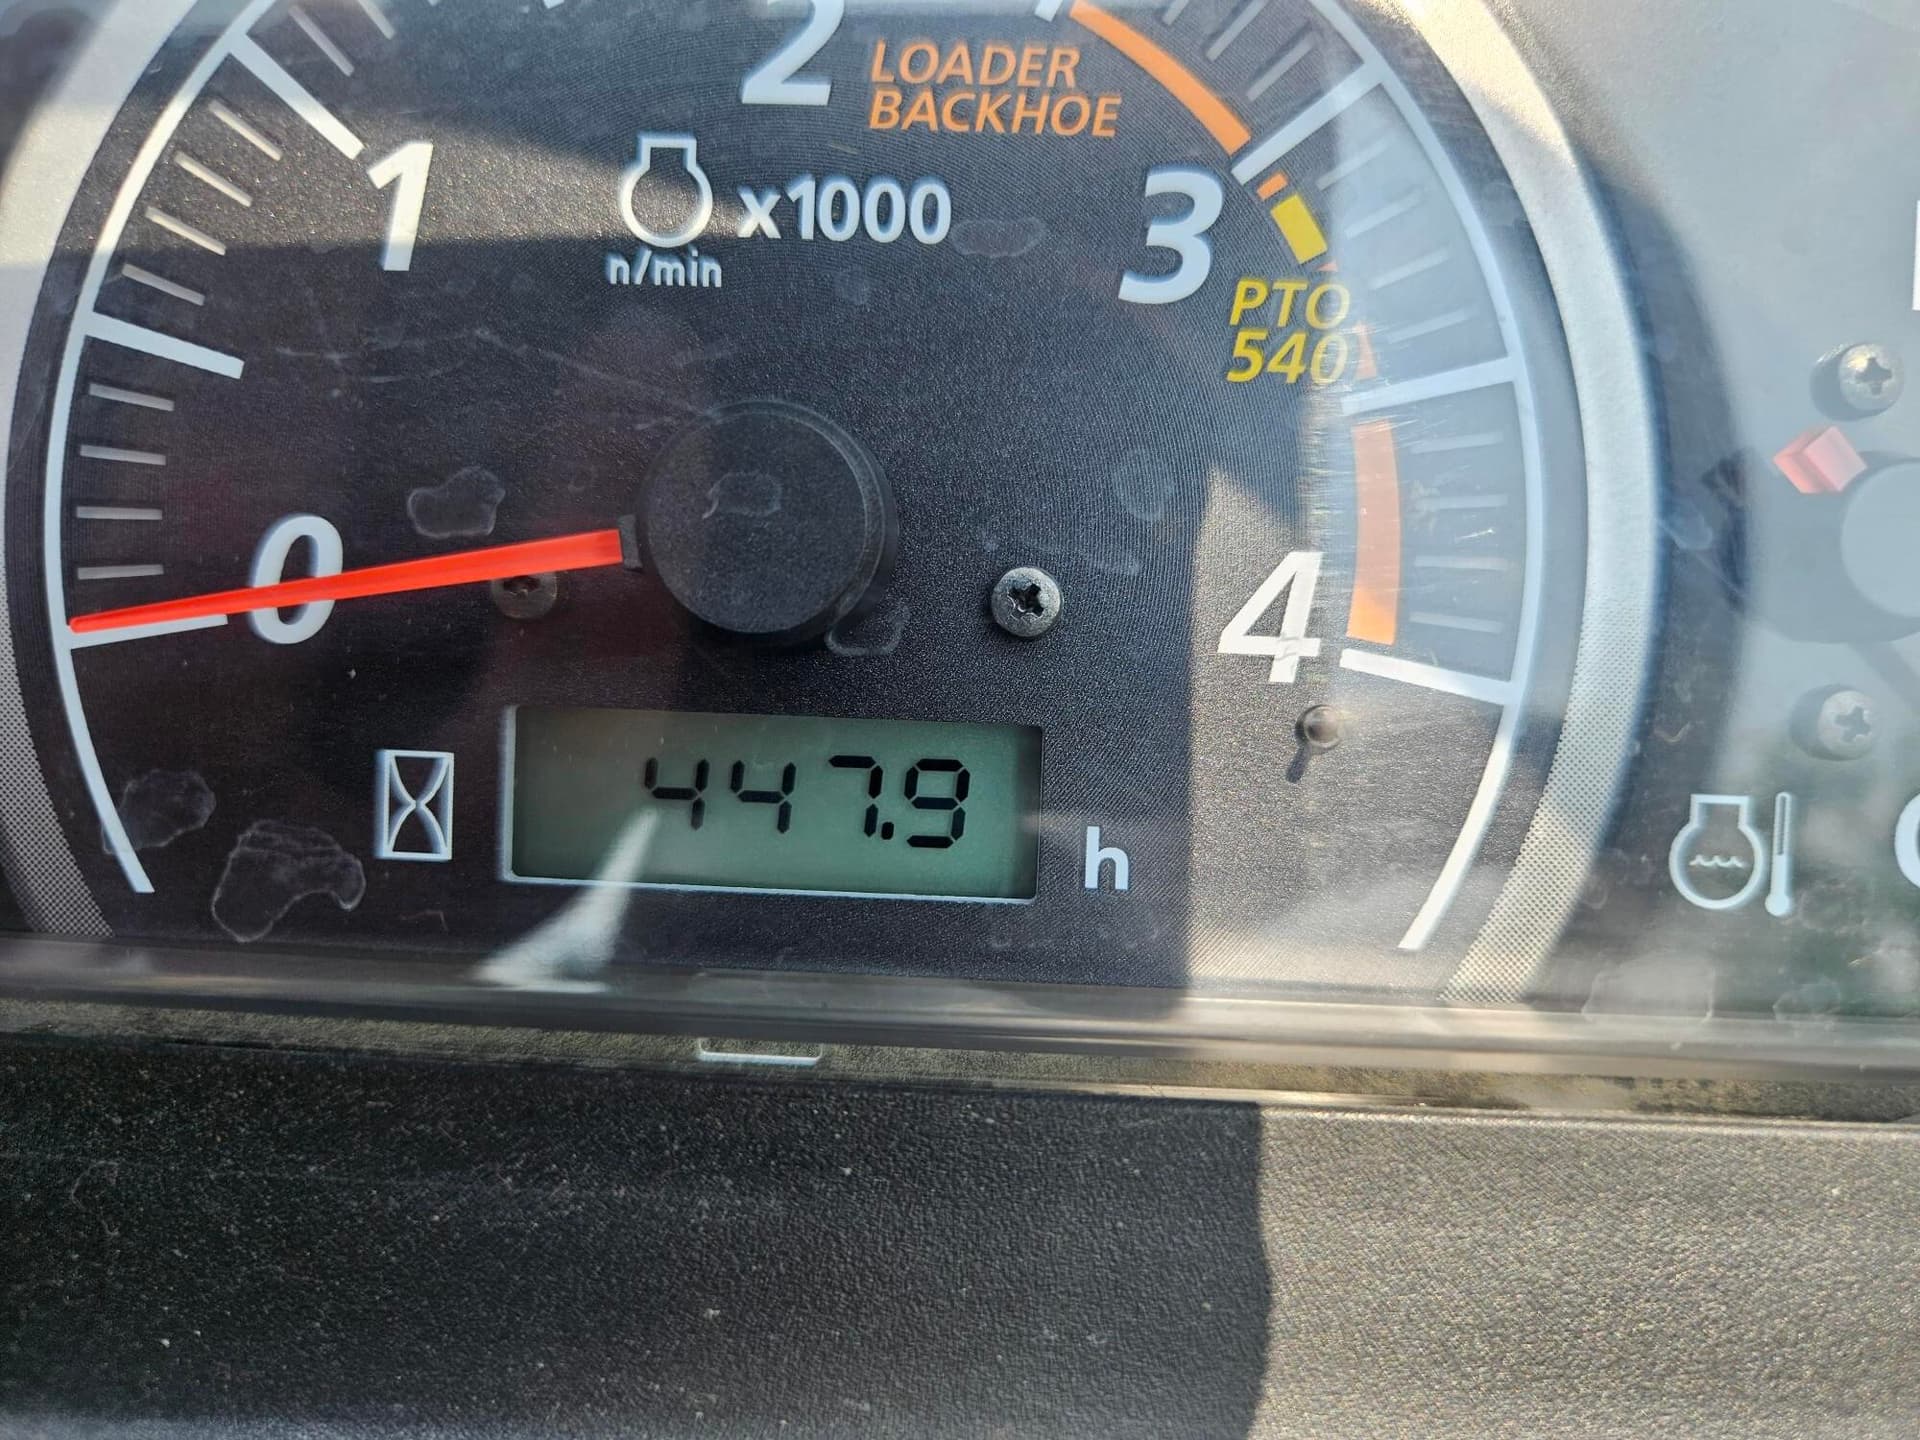 2
LOADER
BACKHOE
1
x1000
n/min
3
PTO
540
0
4
447.9
h